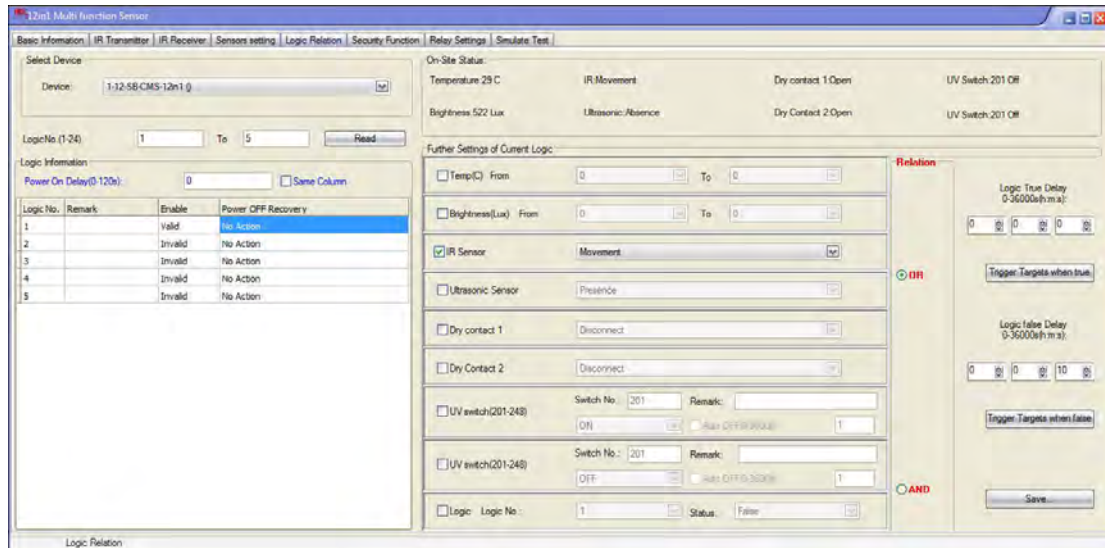 12in1 Multi function Sensor
Basic Information IR Transmitter IR Receiver Sensors setting Logic Relation Security Function Relay Settings Simulate Test
Select Device
Device: 1-12-SB-CMS-12in1 ()
LogicNo.(1-24) 1 To 5 Read
Logic Information
Power On Delay(0-120s): 0 Same Column
Logic No. Remark Enable Power OFF Recovery
1 Valid No Action
2 Invalid No Action
3 Invalid No Action
4 Invalid No Action
5 Invalid No Action
On-Site Status:
Temperature 29 C IR:Movement Dry contact 1:Open UV Switch:201 Off
Brightness:522 Lux Ultrasonic:Absence Dry Contact 2:Open UV Switch:201 Off
Further Settings of Current Logic
Temp(C) From 0 To 0
Brightness(Lux) From 0 To 0
IR Sensor Movement
Ultrasonic Sensor Presence
Dry contact 1 Disconnect
Dry Contact 2 Disconnect
UV switch(201-248) Switch No.: 201 Remark:
ON Auto OFF 1
UV switch(201-248) Switch No.: 201 Remark:
OFF Auto OFF 1
Logic Logic No.: 1 Status: False
Relation
OR
AND
Logic True Delay
0-36000s(h:m:s):
0 0 0
Trigger Targets when true
Logic false Delay
0-36000s(h:m:s):
0 0 10
Trigger Targets when false
Save...
Logic Relation